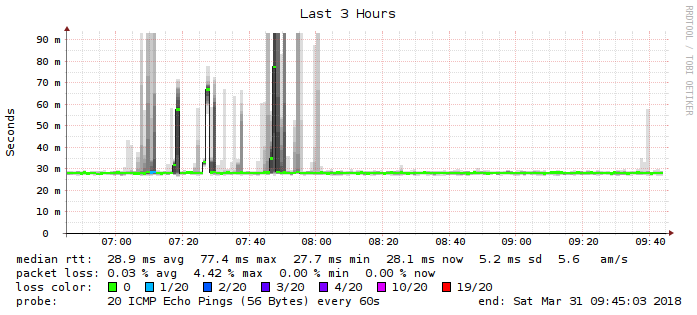 Last 3 Hours
RRDTOOL / TOBI OETIKER
Seconds
90 m
80 m
70 m
60 m
50 m
40 m
30 m
20 m
10 m
0
07:00 07:20 07:40 08:00 08:20 08:40 09:00 09:20 09:40
median rtt: 28.9 ms avg 77.4 ms max 27.7 ms min 28.1 ms now 5.2 ms sd 5.6 am/s
packet loss: 0.03 % avg 4.42 % max 0.00 % min 0.00 % now
loss color: 0 1/20 2/20 3/20 4/20 10/20 19/20
probe: 20 ICMP Echo Pings (56 Bytes) every 60s end: Sat Mar 31 09:45:03 2018